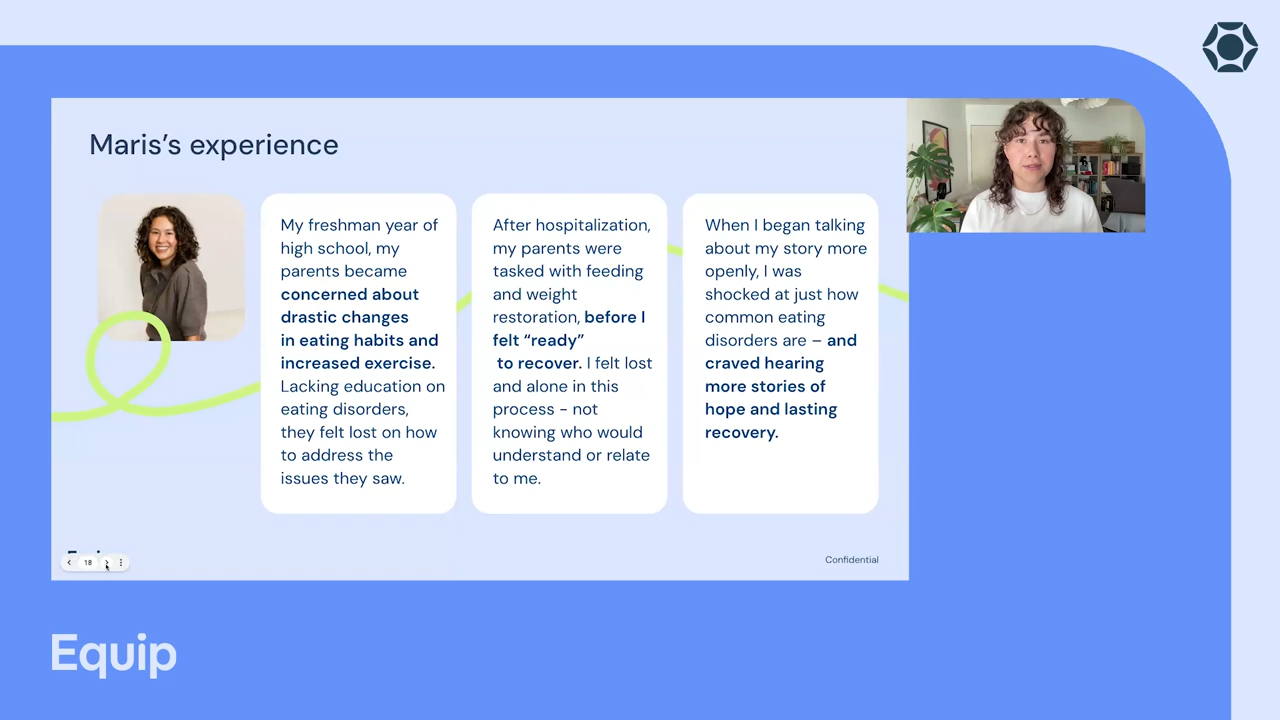 Maris’s experience
My freshman year of
high school, my
parents became
concerned about
drastic changes
in eating habits and
increased exercise.
Lacking education on
eating disorders,
they felt lost on how
to address the
issues they saw.
After hospitalization,
my parents were
tasked with feeding
and weight
restoration, before I
felt “ready”
to recover. I felt lost
and alone in this
process - not
knowing who would
understand or relate
to me.
When I began talking
about my story more
openly, I was
shocked at just how
common eating
disorders are – and
craved hearing
more stories of
hope and lasting
recovery.
18
Confidential
Equip